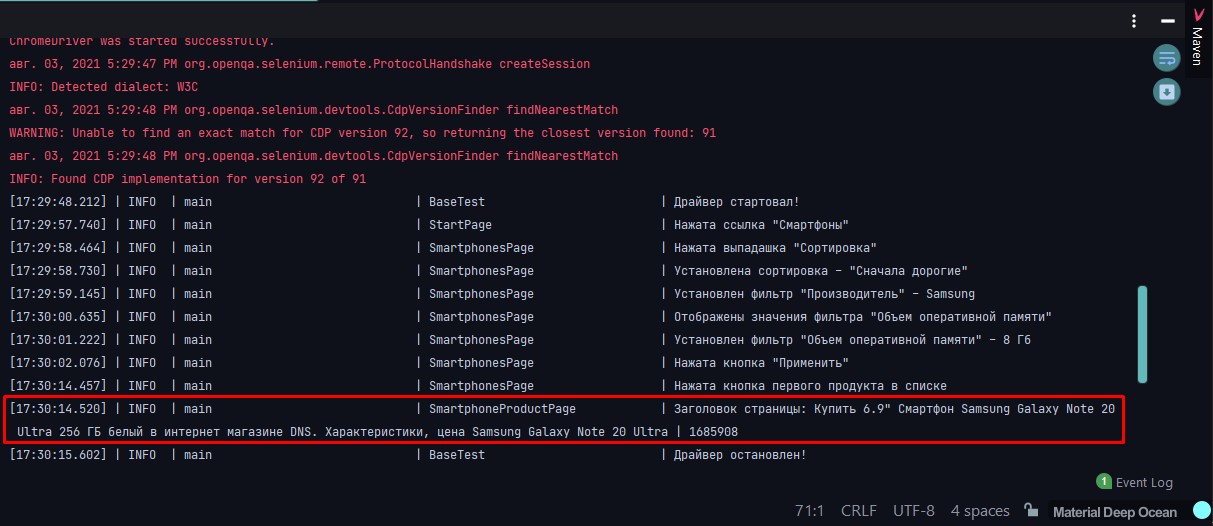 ChromeDriver was started successfully.
авг. 03, 2021 5:29:47 PM org.openqa.selenium.remote.ProtocolHandshake createSession
INFO: Detected dialect: W3C
авг. 03, 2021 5:29:48 PM org.openqa.selenium.devtools.CdpVersionFinder findNearestMatch
WARNING: Unable to find an exact match for CDP version 92, so returning the closest version found: 91
авг. 03, 2021 5:29:48 PM org.openqa.selenium.devtools.CdpVersionFinder findNearestMatch
INFO: Found CDP implementation for version 92 of 91
[17:29:48.212] | INFO | main | BaseTest | Драйвер стартовал!
[17:29:57.740] | INFO | main | StartPage | Нажата ссылка "Смартфоны"
[17:29:58.464] | INFO | main | SmartphonesPage | Нажата выпадашка "Сортировка"
[17:29:58.730] | INFO | main | SmartphonesPage | Установлена сортировка - "Сначала дорогие"
[17:29:59.145] | INFO | main | SmartphonesPage | Установлен фильтр "Производитель" - Samsung
[17:30:00.635] | INFO | main | SmartphonesPage | Отображены значения фильтра "Объем оперативной памяти"
[17:30:01.222] | INFO | main | SmartphonesPage | Установлен фильтр "Объем оперативной памяти" - 8 Гб
[17:30:02.076] | INFO | main | SmartphonesPage | Нажата кнопка "Применить"
[17:30:14.457] | INFO | main | SmartphonesPage | Нажата кнопка первого продукта в списке
[17:30:14.520] | INFO | main | SmartphoneProductPage | Заголовок страницы: Купить 6.9" Смартфон Samsung Galaxy Note 20
Ultra 256 ГБ белый в интернет магазине DNS. Характеристики, цена Samsung Galaxy Note 20 Ultra | 1685908
[17:30:15.602] | INFO | main | BaseTest | Драйвер остановлен!
Maven
1 Event Log
71:1 CRLF UTF-8 4 spaces Material Deep Ocean